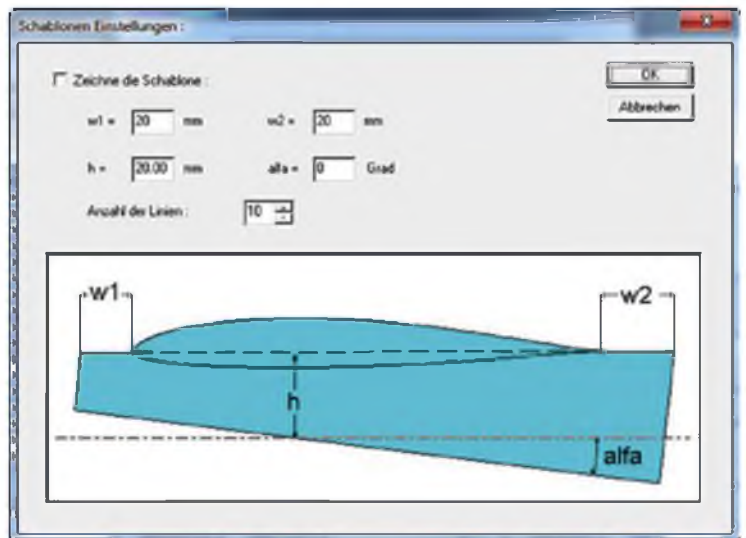 Schablonen Einstellungen :
Zeichne die Schablone :
OK
Abbrechen
w1 = 20 mm w2 = 20 mm
h = 20.00 mm alfa = 0 Grad
Anzahl der Linien : 10
w1 w2
h
alfa